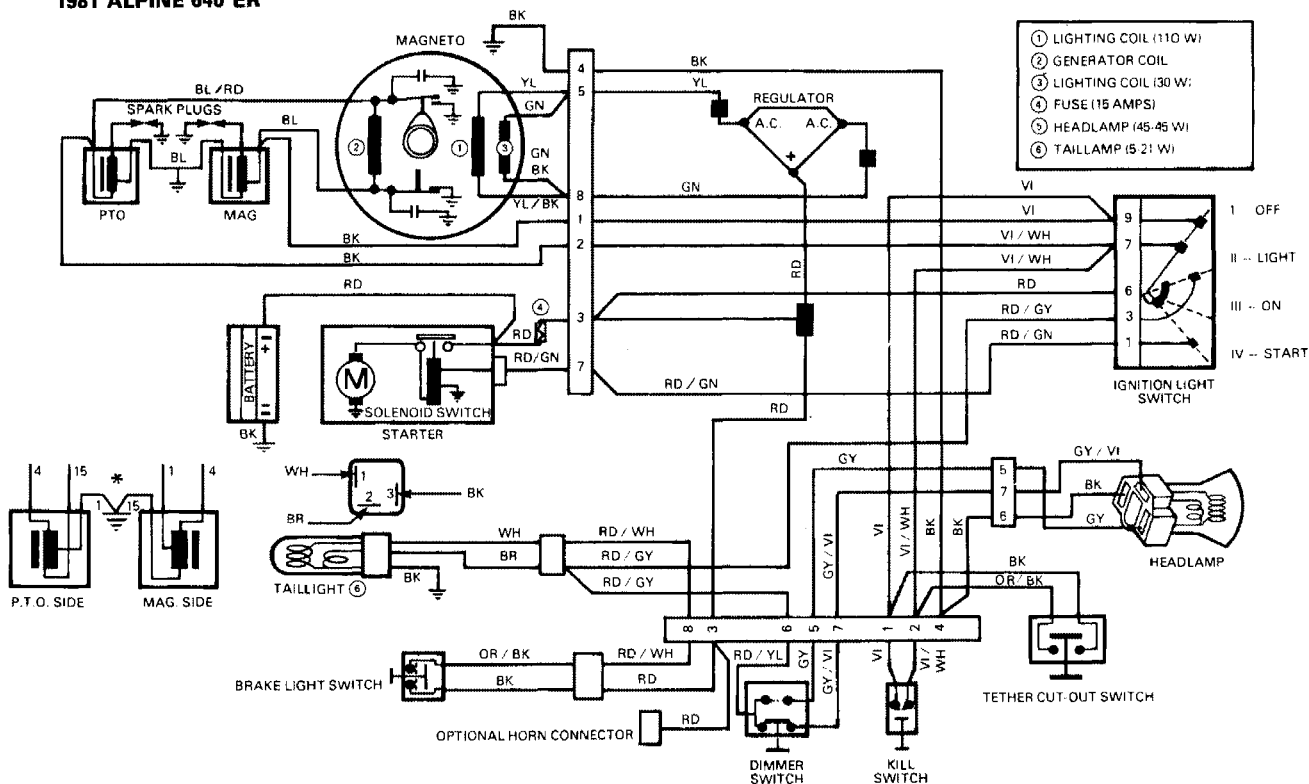 1981 ALPINE 640 ER
MAGNETO
BK
BL/RD
SPARK PLUGS
BL
BL
PTO
MAG
2
1
3
YL
GN
GN
BK
YL/BK
BK
BK
4
5
8
1
2
3
7
BK
YL
REGULATOR
A.C.
A.C.
+
GN
RD
1 LIGHTING COIL (110 W)
2 GENERATOR COIL
3 LIGHTING COIL (30 W)
4 FUSE (15 AMPS)
5 HEADLAMP (45-45 W)
6 TAILLAMP (5-21 W)
VI
VI
VI / WH
VI / WH
RD
RD / GY
RD / GN
9
7
6
3
1
I OFF
II -- LIGHT
III -- ON
IV -- START
IGNITION LIGHT
SWITCH
RD
BATTERY
+
BK
4
RD
RD/GN
M
SOLENOID SWITCH
STARTER
RD / GN
RD
4
15
*
1
4
1
15
P.T.O. SIDE
MAG. SIDE
WH
1
2
3
BK
BR
TAILLIGHT 6
WH
BR
BK
RD / WH
RD / GY
RD / GY
GY
GY / VI
VI
VI / WH
BK
BK
5
7
6
GY / VI
BK
GY
HEADLAMP
BK
OR / BK
TETHER CUT-OUT SWITCH
8
3
6
5
7
1
2
4
BRAKE LIGHT SWITCH
OR / BK
BK
RD / WH
RD
OPTIONAL HORN CONNECTOR
RD
RD / YL
GY
GY / VI
DIMMER
SWITCH
VI
VI / WH
KILL
SWITCH